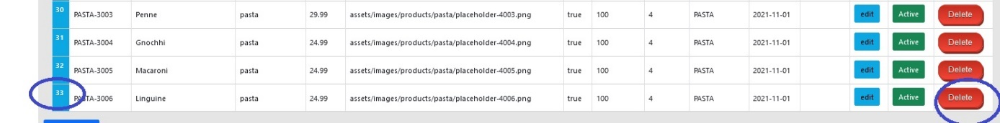 30 PASTA-3003 Penne pasta 29.99 assets/images/products/pasta/placeholder-4003.png true 100 4 PASTA 2021-11-01 edit Active Delete
31 PASTA-3004 Gnochhi pasta 24.99 assets/images/products/pasta/placeholder-4004.png true 100 4 PASTA 2021-11-01 edit Active Delete
32 PASTA-3005 Macaroni pasta 24.99 assets/images/products/pasta/placeholder-4005.png true 100 4 PASTA 2021-11-01 edit Active Delete
33 PASTA-3006 Linguine pasta 24.99 assets/images/products/pasta/placeholder-4006.png true 100 4 PASTA 2021-11-01 edit Active Delete